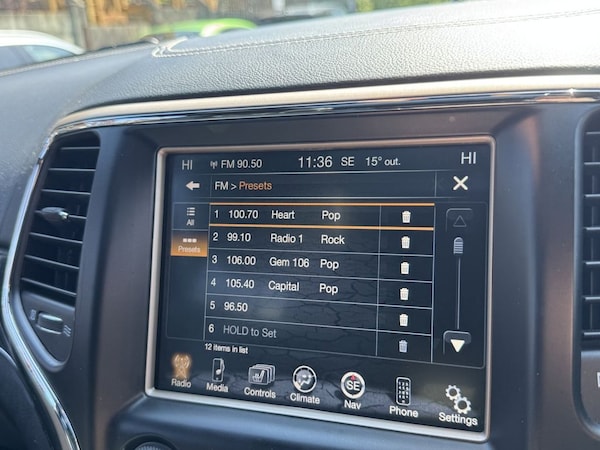 HI FM 90.50 11:36 SE 15° out. HI
FM > Presets
All
Presets
1 100.70 Heart Pop
2 99.10 Radio 1 Rock
3 106.00 Gem 106 Pop
4 105.40 Capital Pop
5 96.50
6 HOLD to Set
12 items in list
Radio Media Controls Climate SE Nav Phone Settings